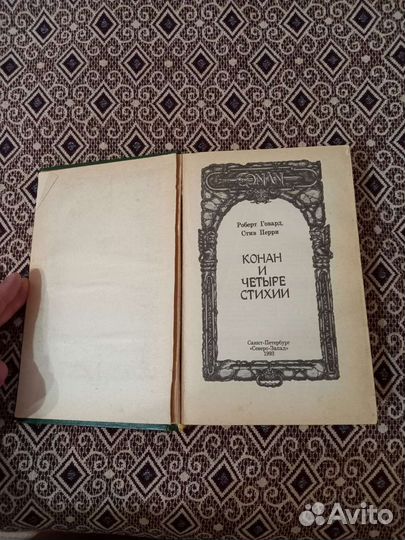 CONAN
Роберт Говард,
Стив Перри
КОНАН
И
ЧЕТЫРЕ
СТИХИИ
Санкт-Петербург
«Северо-Запад»
1993
Avito